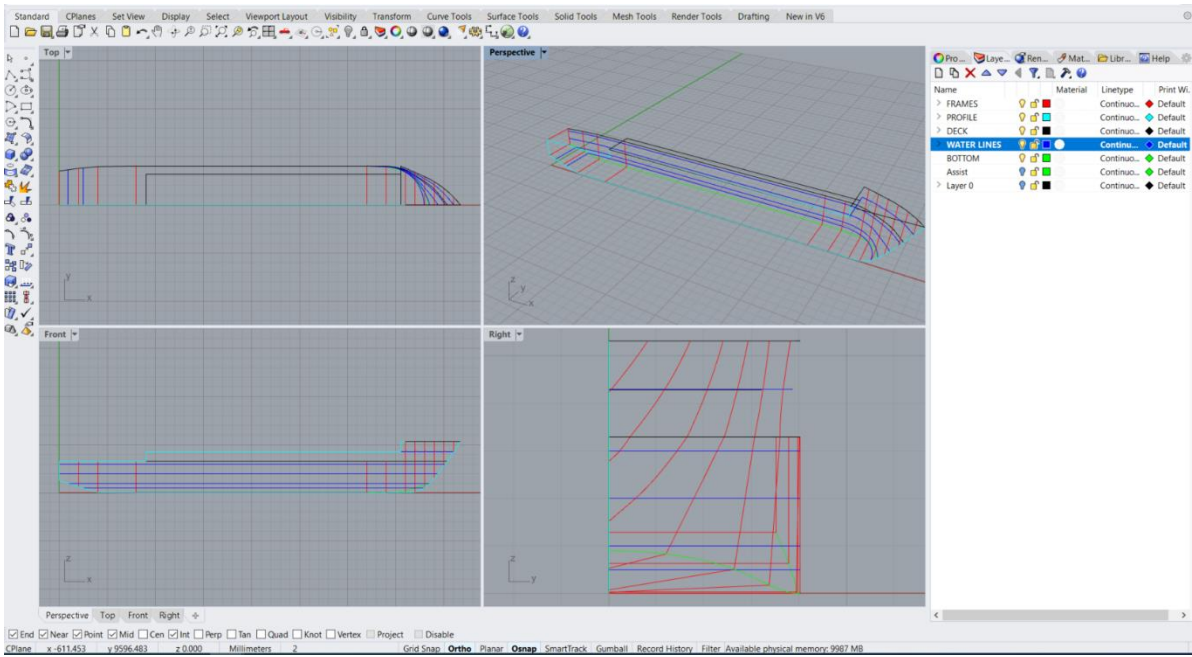 Standard CPlanes Set View Display Select Viewport Layout Visibility Transform Curve Tools Surface Tools Solid Tools Mesh Tools Render Tools Drafting New in V6
Top
Perspective
Pro... Laye... Ren... Mat... Libr... Help
Name Material Linetype Print Wi.
FRAMES Continuo... Default
PROFILE Continuo... Default
DECK Continuo... Default
WATER LINES Continu... Default
BOTTOM Continuo... Default
Assist Continuo... Default
Layer 0 Continuo... Default
y
x
z
y
x
Front
Right
z
x
z
y
Perspective Top Front Right
End Near Point Mid Cen Int Perp Tan Quad Knot Vertex Project Disable
CPlane x -611.453 y 9596.483 z 0.000 Millimeters 2 Grid Snap Ortho Planar Osnap SmartTrack Gumball Record History Filter Available physical memory: 9987 MB